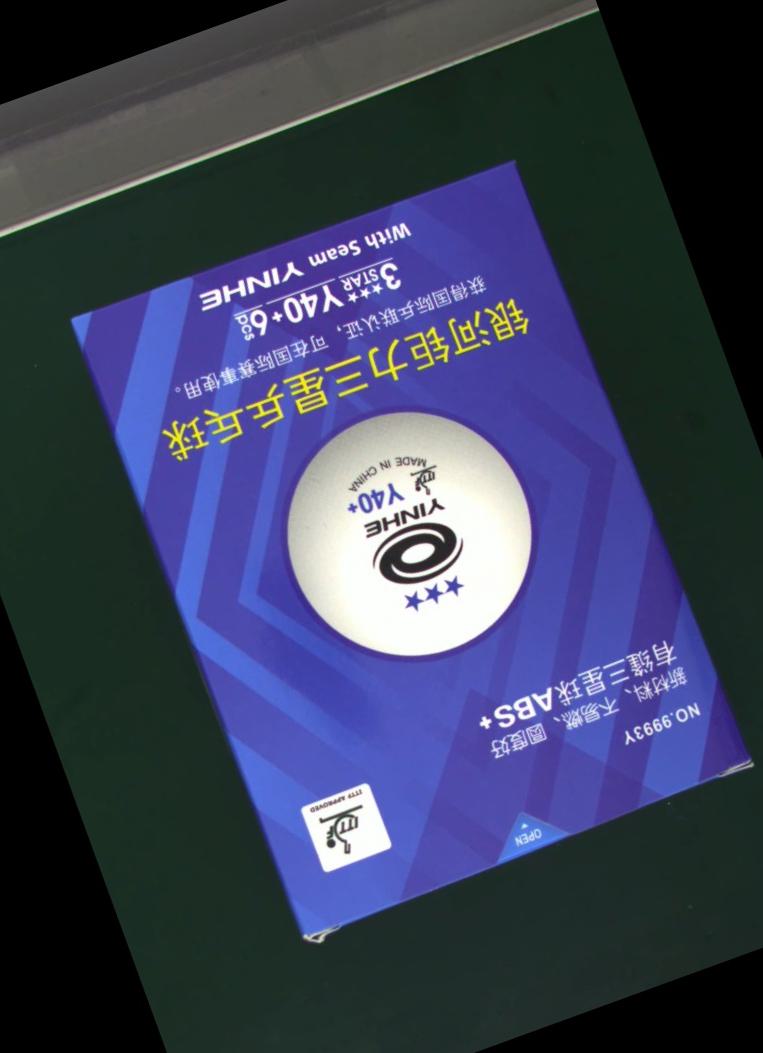 OPEN
NO.9993Y
新材料、不易燃、圆度好
有缝三星球ABS+
ITTF APPROVED
ITTF
★★★
YINHE
Y40+
MADE IN CHINA
银河钜力三星乒乓球
获得国际乒联认证，可在国际赛事使用。
3 STAR ★★★ Y40+ 6 PCS
With Seam YINHE